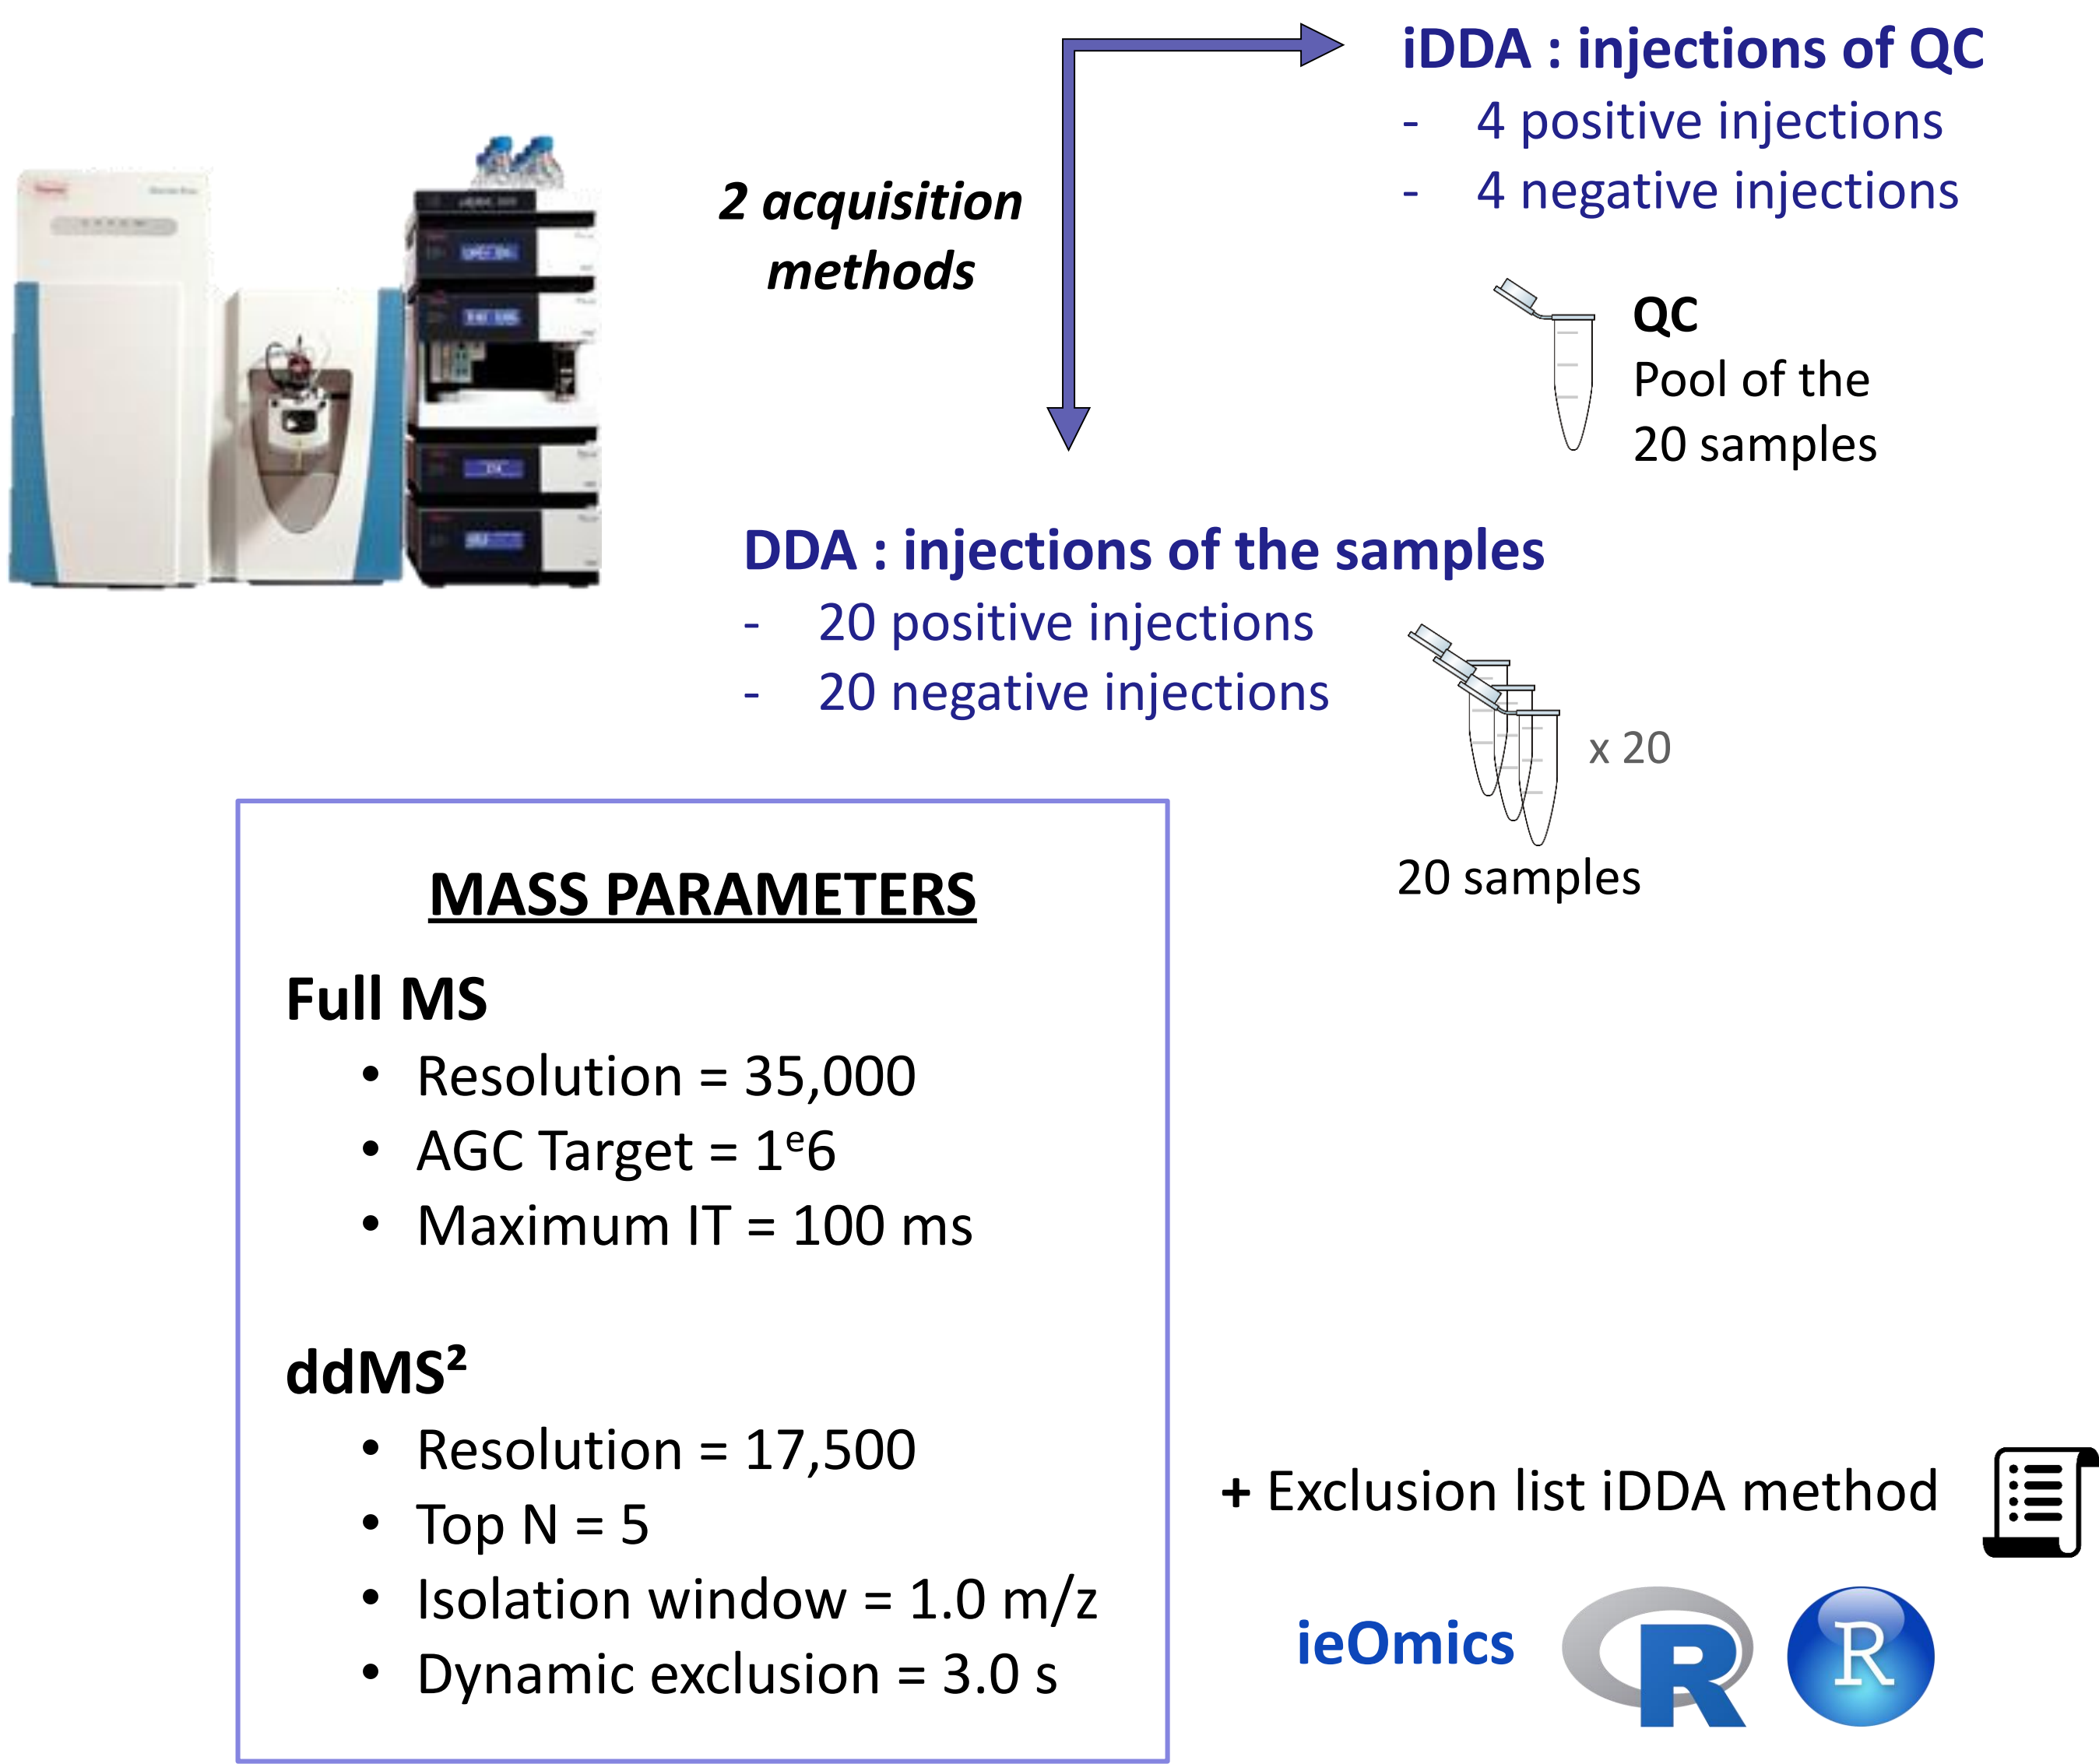 iDDA : injections of QC
- 4 positive injections
- 4 negative injections
2 acquisition
methods
QC
Pool of the
20 samples
DDA : injections of the samples
- 20 positive injections
- 20 negative injections
x 20
20 samples
MASS PARAMETERS
Full MS
• Resolution = 35,000
• AGC Target = 1ᵉ6
• Maximum IT = 100 ms
ddMS²
• Resolution = 17,500
• Top N = 5
• Isolation window = 1.0 m/z
• Dynamic exclusion = 3.0 s
+ Exclusion list iDDA method
ieOmics
R
R